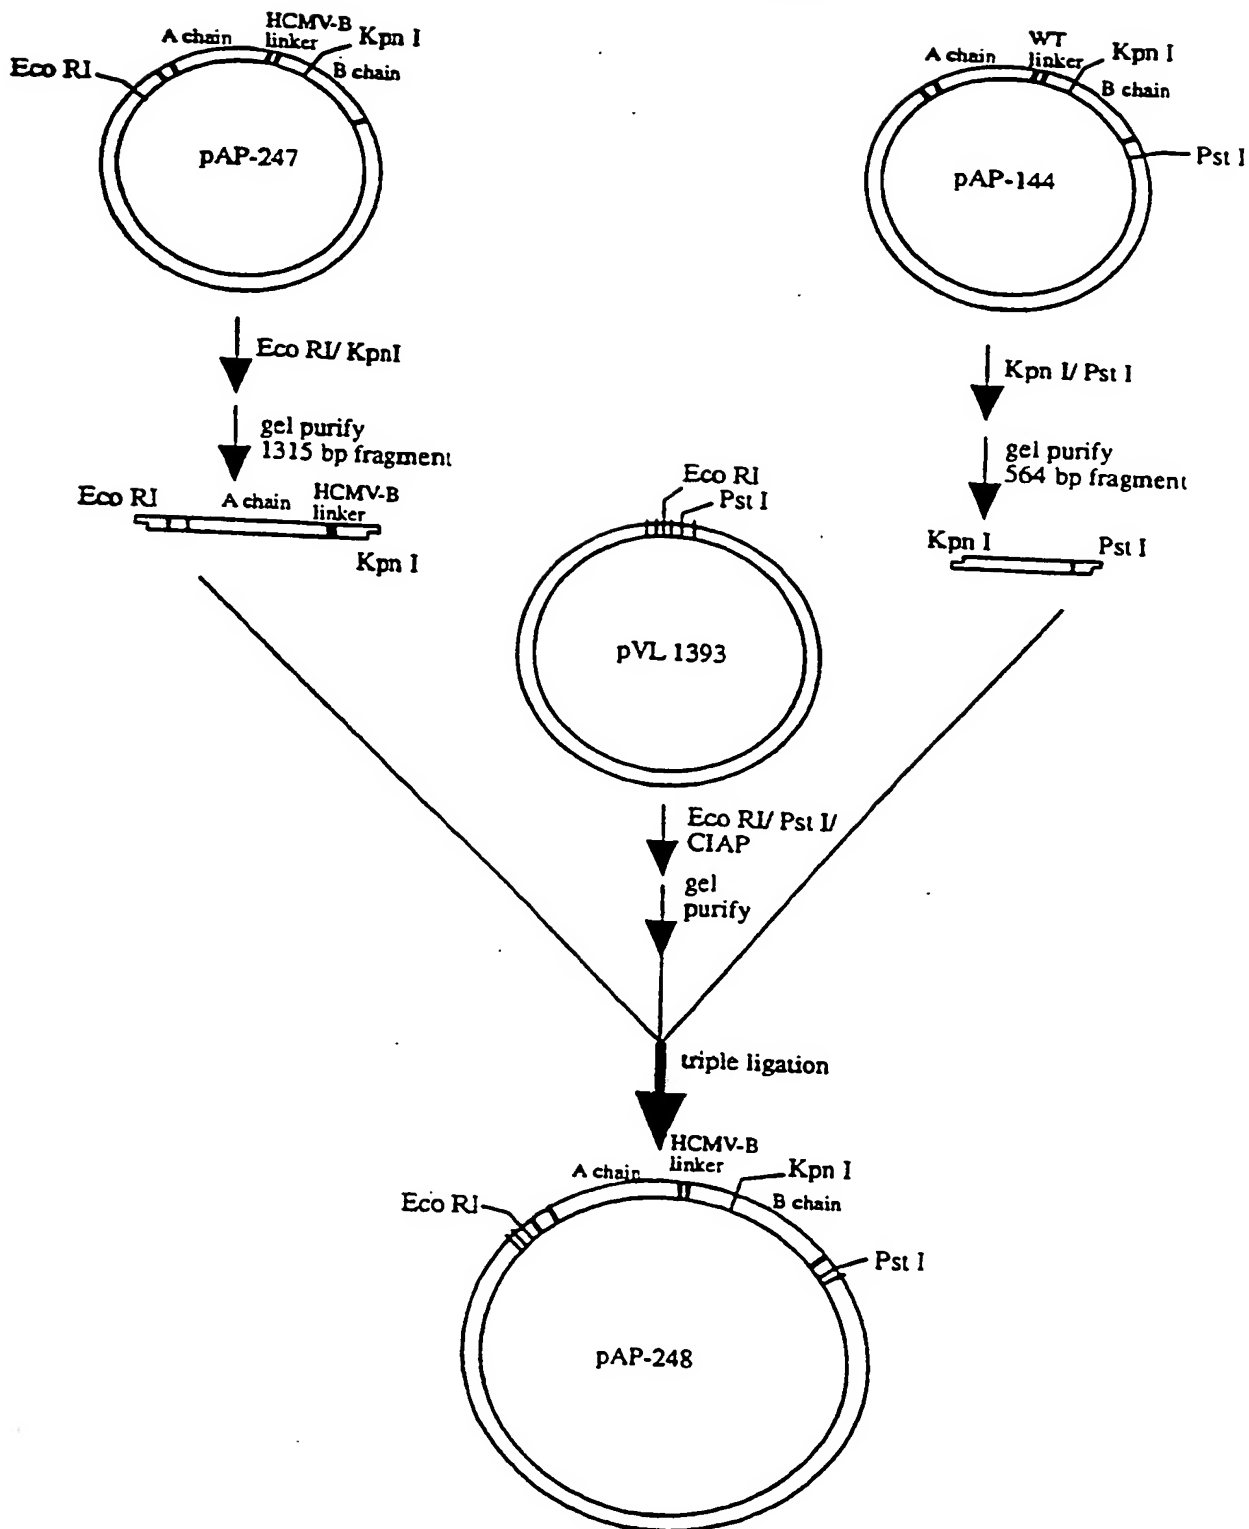 A chain
HCMV-B
linker
Kpn I
Eco RI
B chain
pAP-247
Eco RI/ KpnI
gel purify
1315 bp fragment
Eco RI
A chain
HCMV-B
linker
Kpn I
A chain
WT
linker
Kpn I
B chain
Pst I
pAP-144
Kpn I/ Pst I
gel purify
564 bp fragment
Kpn I
Pst I
Eco RI
Pst I
pVL 1393
Eco RI/ Pst I/
CIAP
gel
purify
triple ligation
HCMV-B
linker
A chain
Kpn I
Eco RI
B chain
Pst I
pAP-248